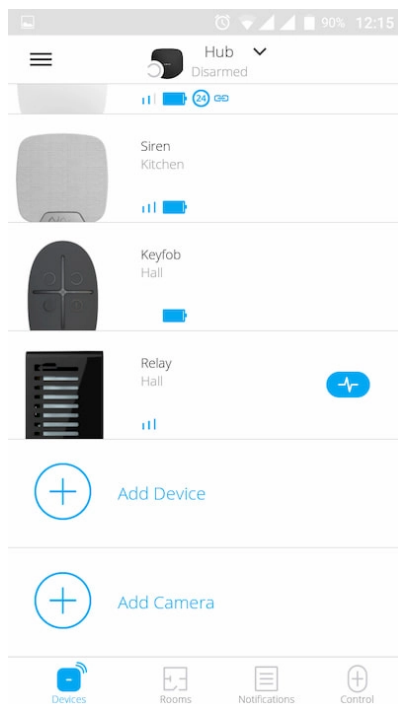 90% 12:15
Hub
Disarmed
24
Siren
Kitchen
Keyfob
Hall
Relay
Hall
Add Device
Add Camera
Devices
Rooms
Notifications
Control